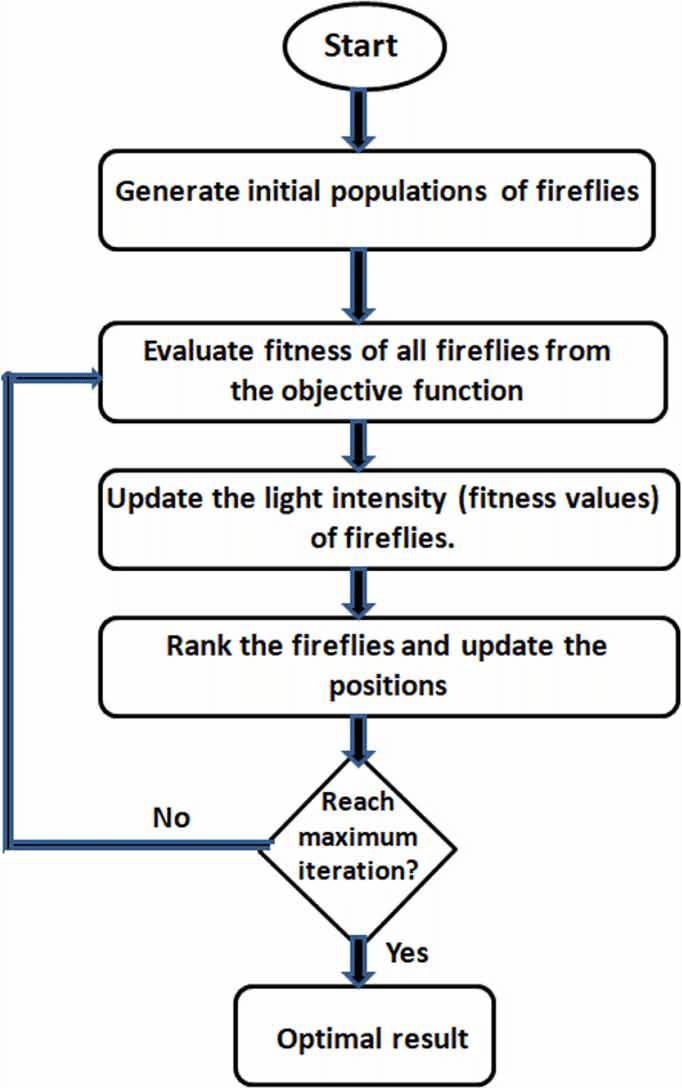 Start
Generate initial populations of fireflies
Evaluate fitness of all fireflies from
the objective function
Update the light intensity (fitness values)
of fireflies.
Rank the fireflies and update the
positions
Reach
maximum
iteration?
No
Yes
Optimal result